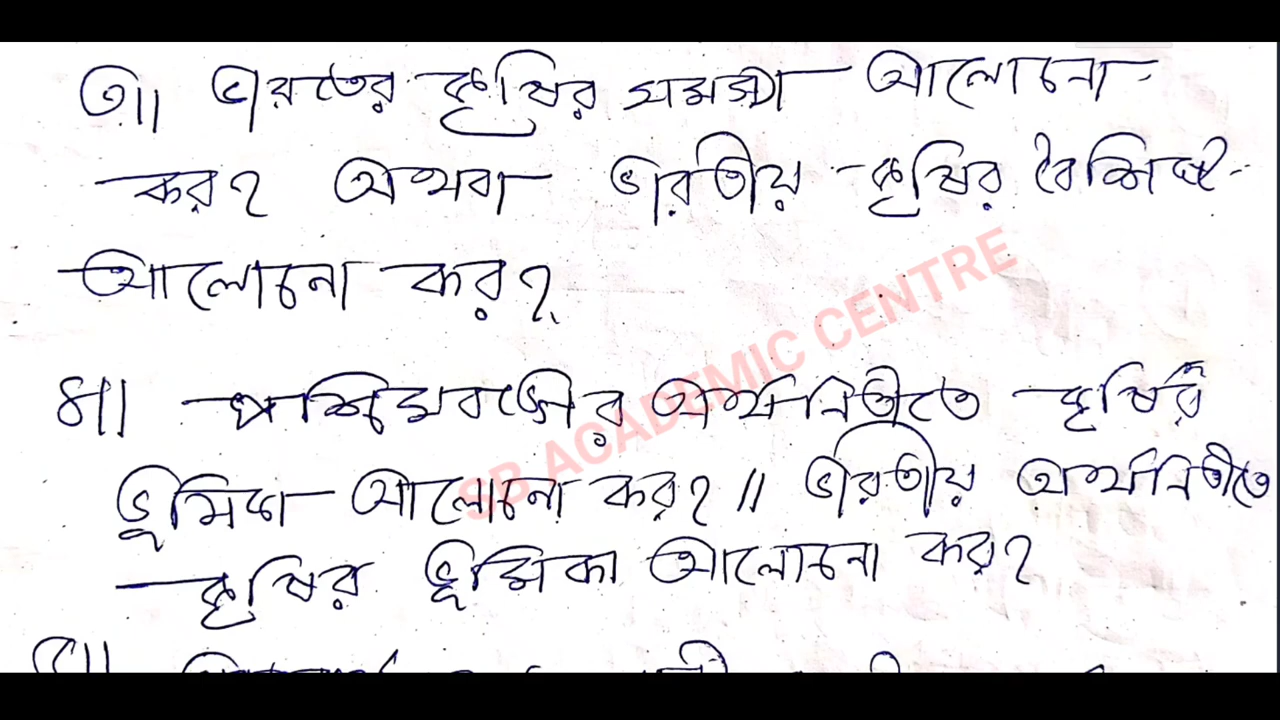 ৩॥ ভারতের কৃষির সমস্যা আলোচনা
কর? অথবা ভারতীয় কৃষির বৈশিষ্ট্য
আলোচনা কর?
৪॥ পশ্চিমবঙ্গের অর্থনিতীতে কৃষির
ভূমিকা আলোচনা কর? // ভারতীয় অর্থনিতীতে
কৃষির ভূমিকা আলোচনা কর?
৫॥
SB ACADEMIC CENTRE